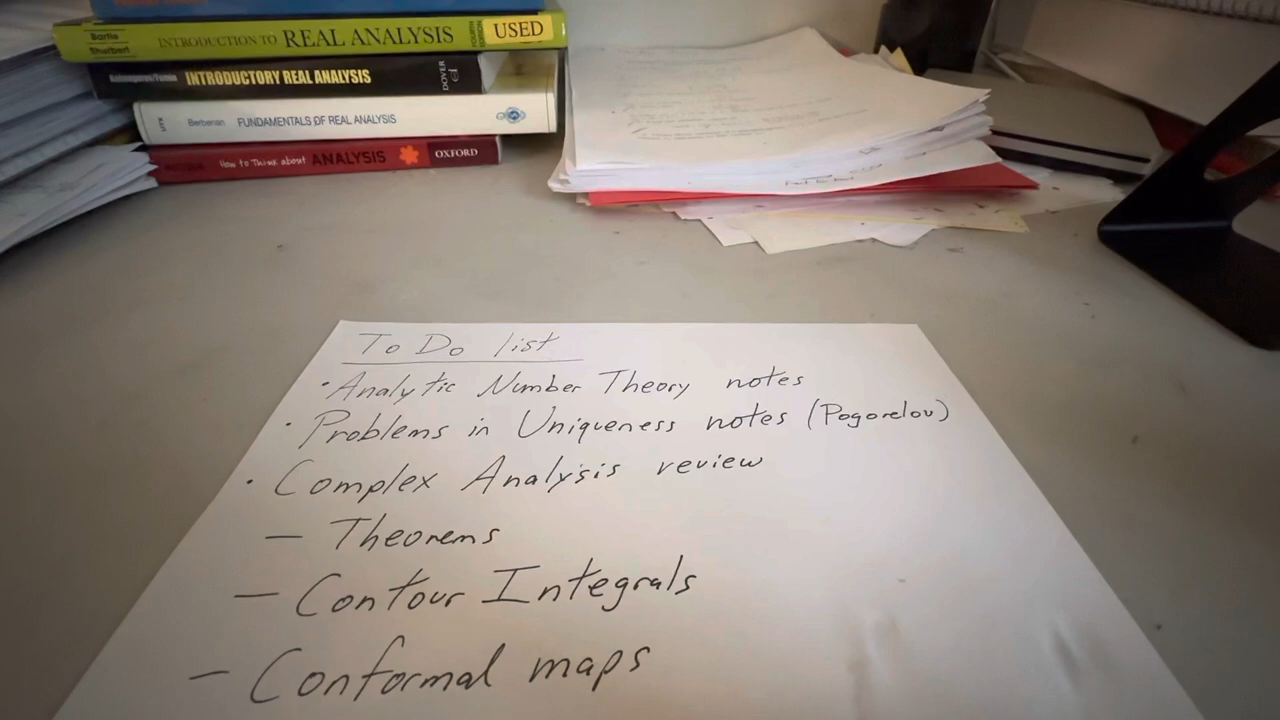 Bartle
Sherbert
INTRODUCTION TO REAL ANALYSIS
FOURTH EDITION
USED
INTRODUCTORY REAL ANALYSIS
DOVER
Berberian
FUNDAMENTALS OF REAL ANALYSIS
How to Think about ANALYSIS
OXFORD
To Do list
• Analytic Number Theory notes
• Problems in Uniqueness notes (Pogorelov)
• Complex Analysis review
— Theorems
— Contour Integrals
— Conformal maps